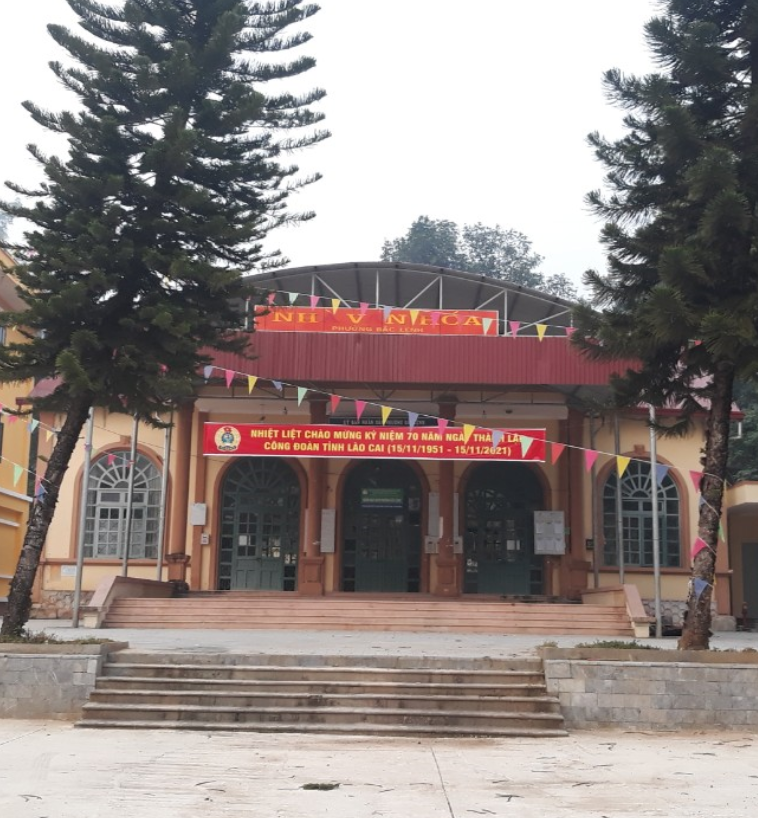 NH V N HÓA
PHƯỜNG BẮC LỆNH
NHIỆT LIỆT CHÀO MỪNG KỶ NIỆM 70 NĂM NGÀY THÀNH LẬ
CÔNG ĐOÀN TỈNH LÀO CAI (15/11/1951 - 15/11/2021)